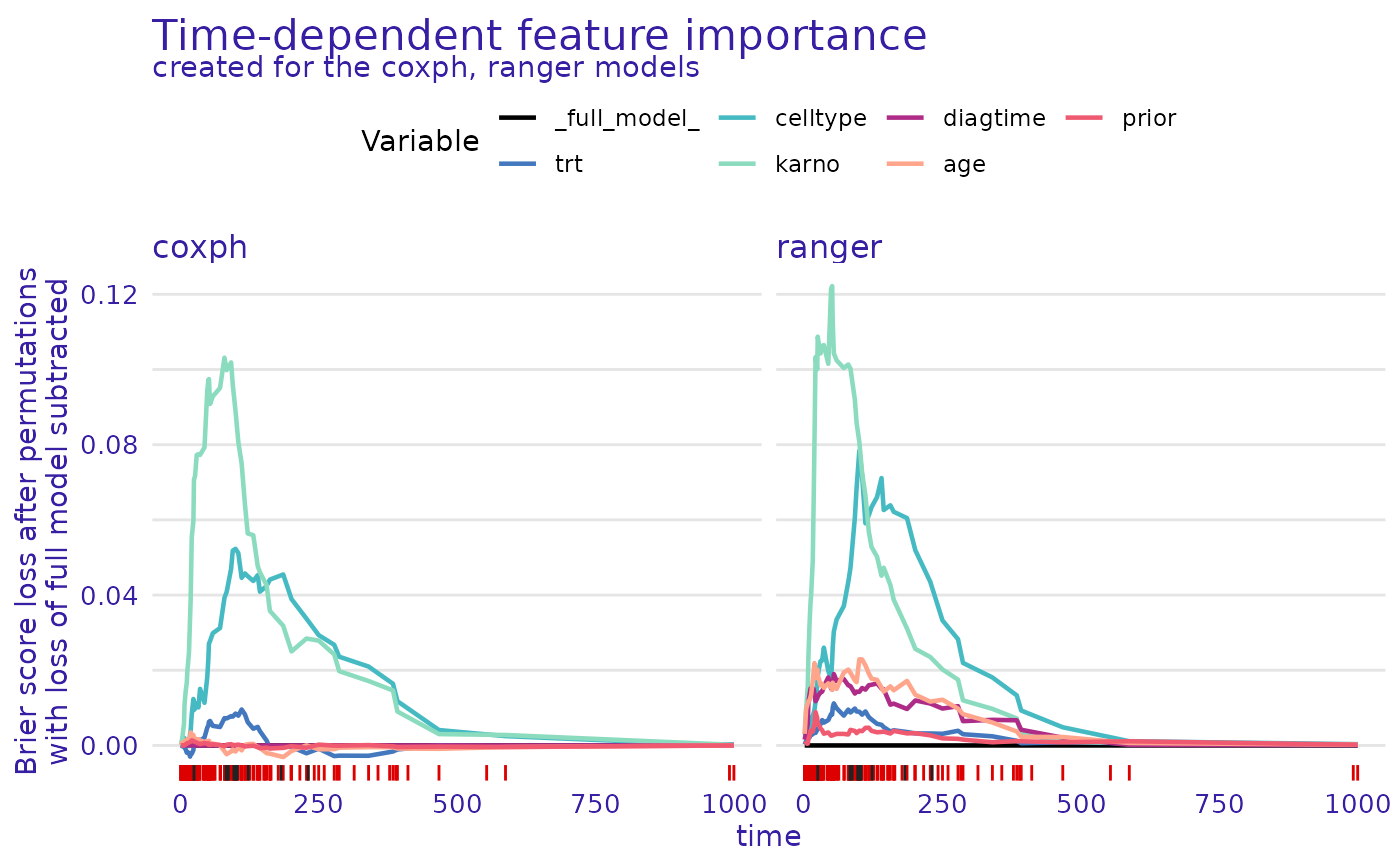 Time-dependent feature importance
created for the coxph, ranger models
Variable
_full_model_ celltype diagtime prior
trt karno age
coxph ranger
Brier score loss after permutations
with loss of full model subtracted
0.12
0.08
0.04
0.00
0 250 500 750 1000 0 250 500 750 1000
time